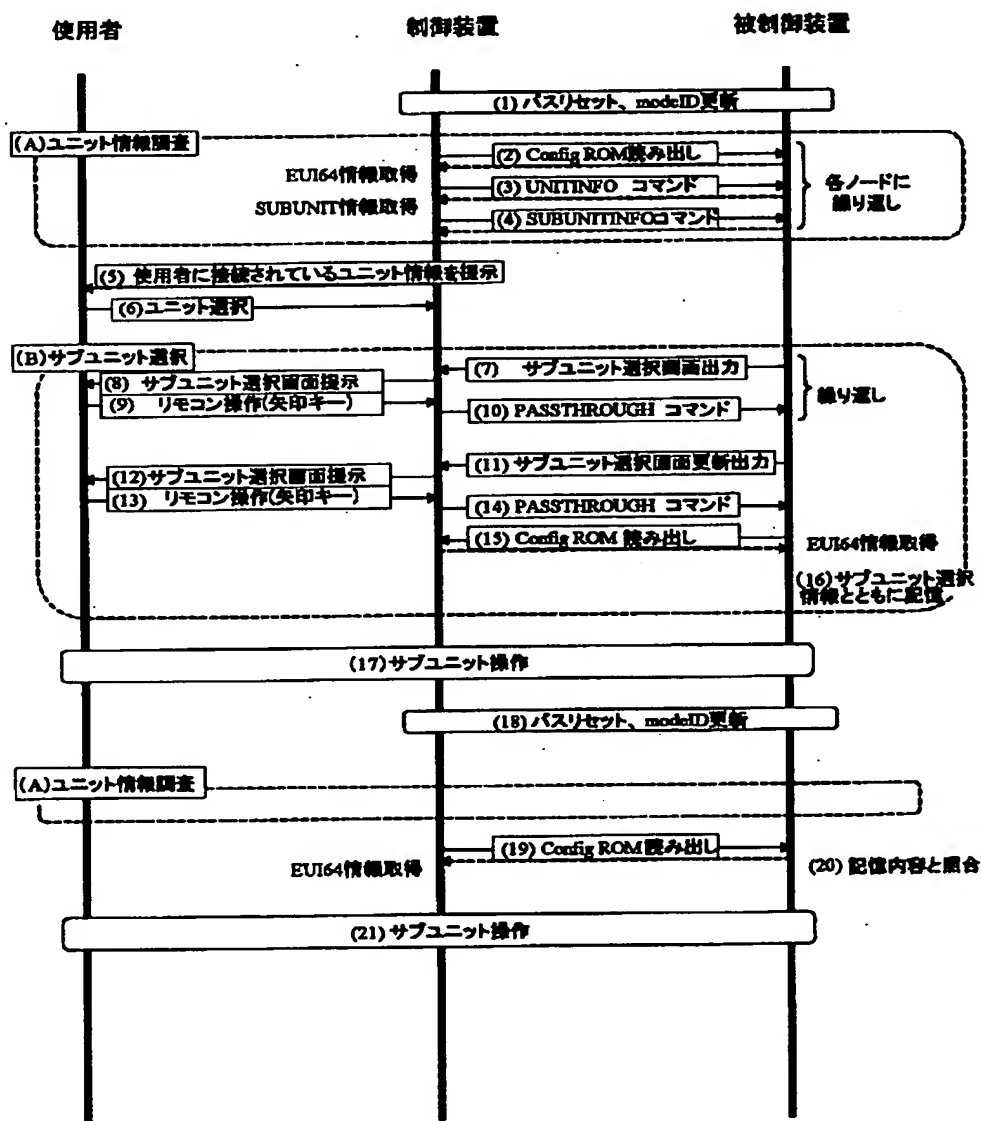 使用者
制御装置
被制御装置
(1) バスリセット、modeID更新
(A)ユニット情報調査
(2) Config ROM読み出し
EUI64情報取得
(3) UNITINFO コマンド
各ノードに
繰り返し
SUBUNIT情報取得
(4) SUBUNITINFOコマンド
(5) 使用者に接続されているユニット情報を提示
(6)ユニット選択
(B)サブユニット選択
(7) サブユニット選択画面出力
(8) サブユニット選択画面提示
繰り返し
(9) リモコン操作(矢印キー)
(10) PASSTHROUGH コマンド
(11)サブユニット選択画面更新出力
(12)サブユニット選択画面提示
(13) リモコン操作(矢印キー)
(14) PASSTHROUGH コマンド
(15) Config ROM 読み出し
EUI64情報取得
(16)サブユニット選択
情報とともに記憶
(17)サブユニット操作
(18) バスリセット、modeID更新
(A)ユニット情報調査
(19) Config ROM読み出し
EUI64情報取得
(20) 記憶内容と照合
(21)サブユニット操作